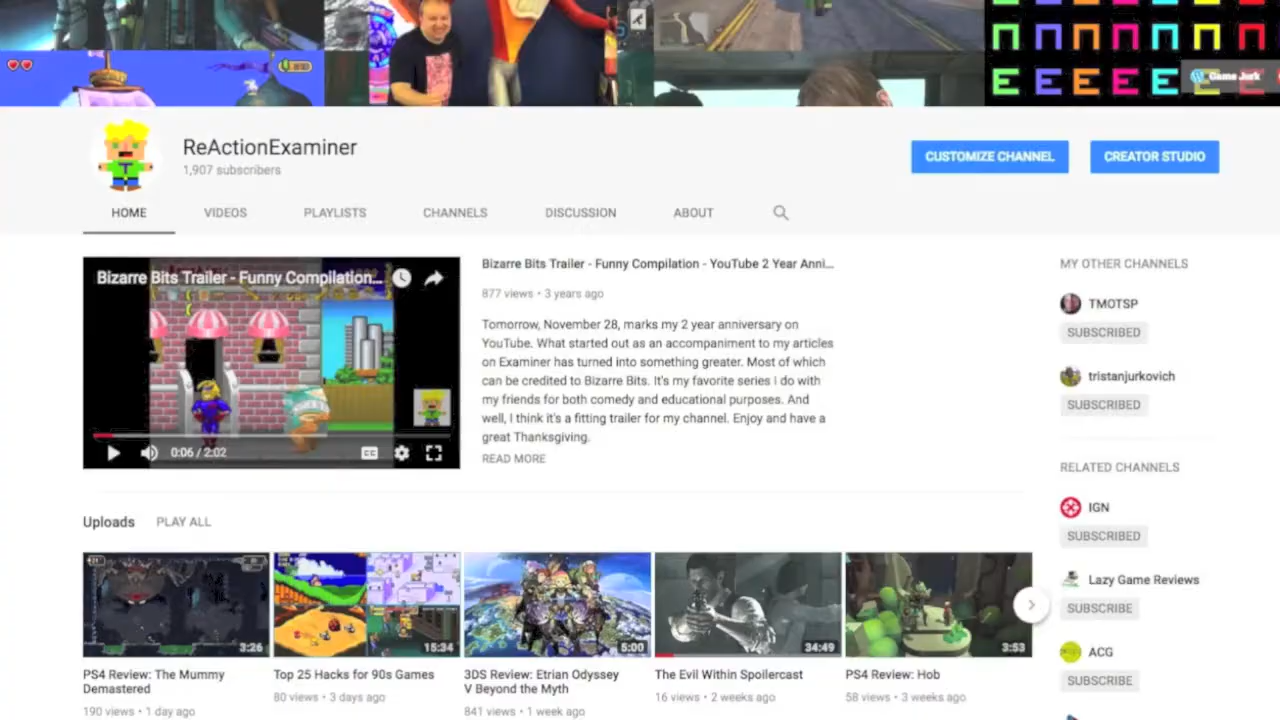 Game Jerk
ReActionExaminer
1,907 subscribers
CUSTOMIZE CHANNEL
CREATOR STUDIO
HOME
VIDEOS
PLAYLISTS
CHANNELS
DISCUSSION
ABOUT
Bizarre Bits Trailer - Funny Compilation...
0:06 / 2:02
CC
Bizarre Bits Trailer - Funny Compilation - YouTube 2 Year Anni...
877 views • 3 years ago
Tomorrow, November 28, marks my 2 year anniversary on
YouTube. What started out as an accompaniment to my articles
on Examiner has turned into something greater. Most of which
can be credited to Bizarre Bits. It's my favorite series I do with
my friends for both comedy and educational purposes. And
well, I think it's a fitting trailer for my channel. Enjoy and have a
great Thanksgiving.
READ MORE
MY OTHER CHANNELS
TMOTSP
SUBSCRIBED
tristanjurkovich
SUBSCRIBED
RELATED CHANNELS
IGN
SUBSCRIBED
Lazy Game Reviews
SUBSCRIBE
ACG
SUBSCRIBE
Uploads
PLAY ALL
3:26
PS4 Review: The Mummy
Demastered
190 views • 1 day ago
15:34
Top 25 Hacks for 90s Games
80 views • 3 days ago
5:00
3DS Review: Etrian Odyssey
V Beyond the Myth
841 views • 1 week ago
34:49
The Evil Within Spoilercast
16 views • 2 weeks ago
3:53
PS4 Review: Hob
58 views • 3 weeks ago